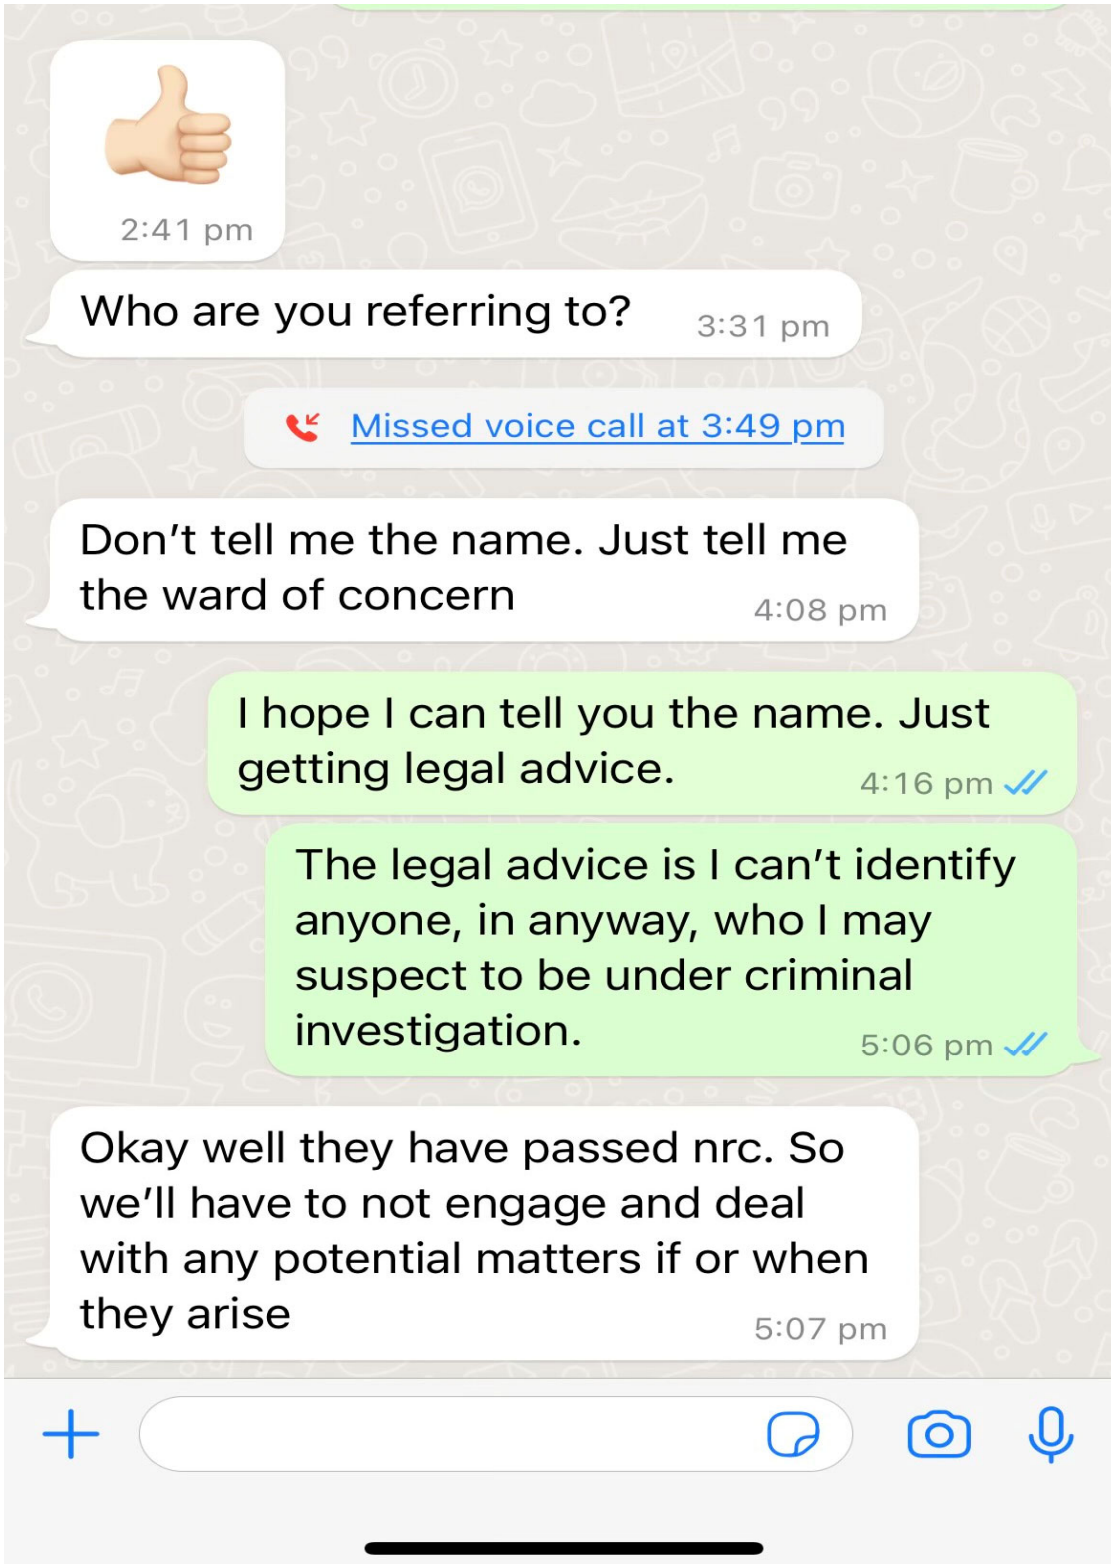 2:41 pm
Who are you referring to?
3:31 pm
Missed voice call at 3:49 pm
Don't tell me the name. Just tell me
the ward of concern
4:08 pm
I hope I can tell you the name. Just
getting legal advice.
4:16 pm
The legal advice is I can't identify
anyone, in anyway, who I may
suspect to be under criminal
investigation.
5:06 pm
Okay well they have passed nrc. So
we'll have to not engage and deal
with any potential matters if or when
they arise
5:07 pm